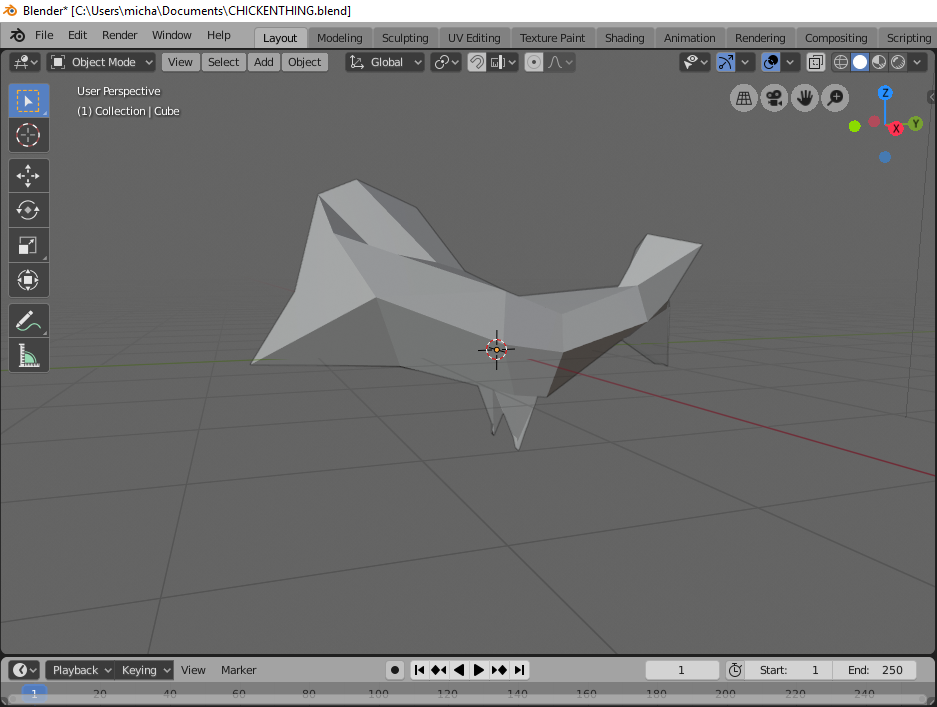 Blender* [C:\Users\micha\Documents\CHICKENTHING.blend]
File Edit Render Window Help Layout Modeling Sculpting UV Editing Texture Paint Shading Animation Rendering Compositing Scripting
Object Mode View Select Add Object Global
User Perspective
(1) Collection | Cube
Z
X Y
Playback Keying View Marker 1 Start: 1 End: 250
1 20 40 60 80 100 120 140 160 180 200 220 240